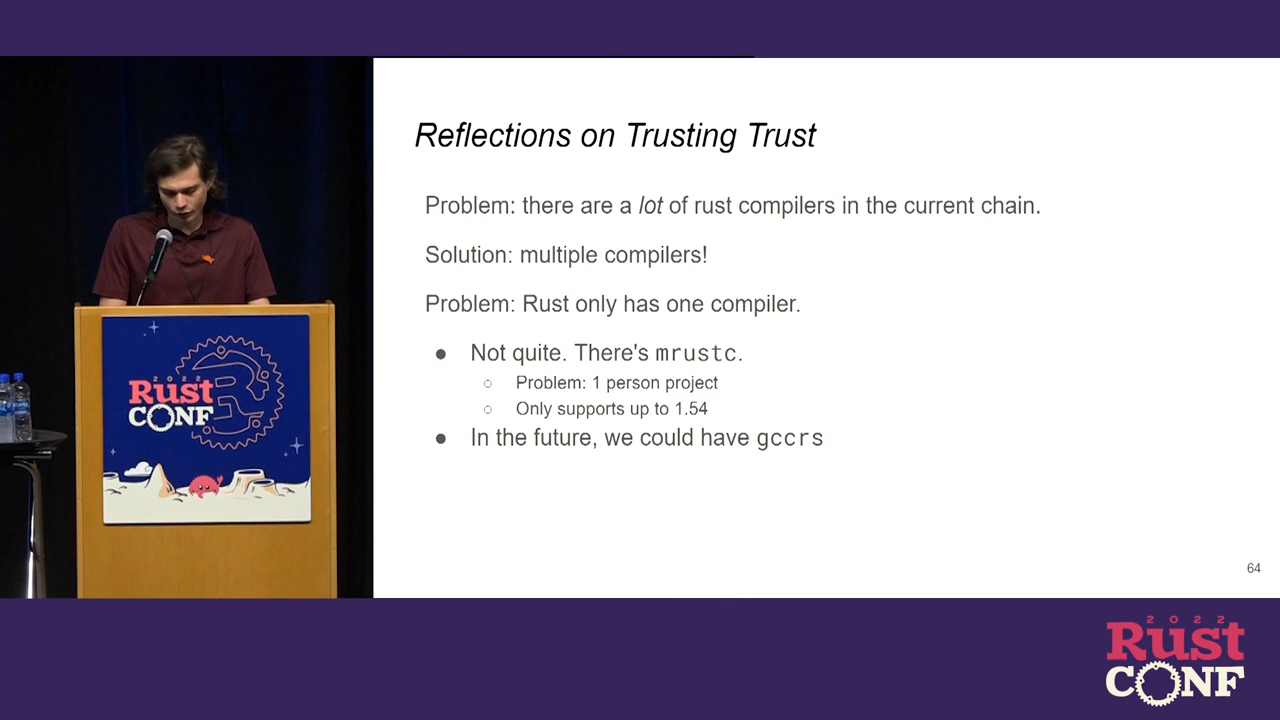 Reflections on Trusting Trust
Problem: there are a lot of rust compilers in the current chain.
Solution: multiple compilers!
Problem: Rust only has one compiler.
● Not quite. There's mrustc.
○ Problem: 1 person project
○ Only supports up to 1.54
● In the future, we could have gccrs
64
2022
Rust
CONF
2022
Rust
CONF